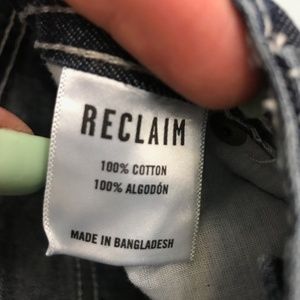 RECLAIM
100% COTTON
100% ALGODÓN
MADE IN BANGLADESH